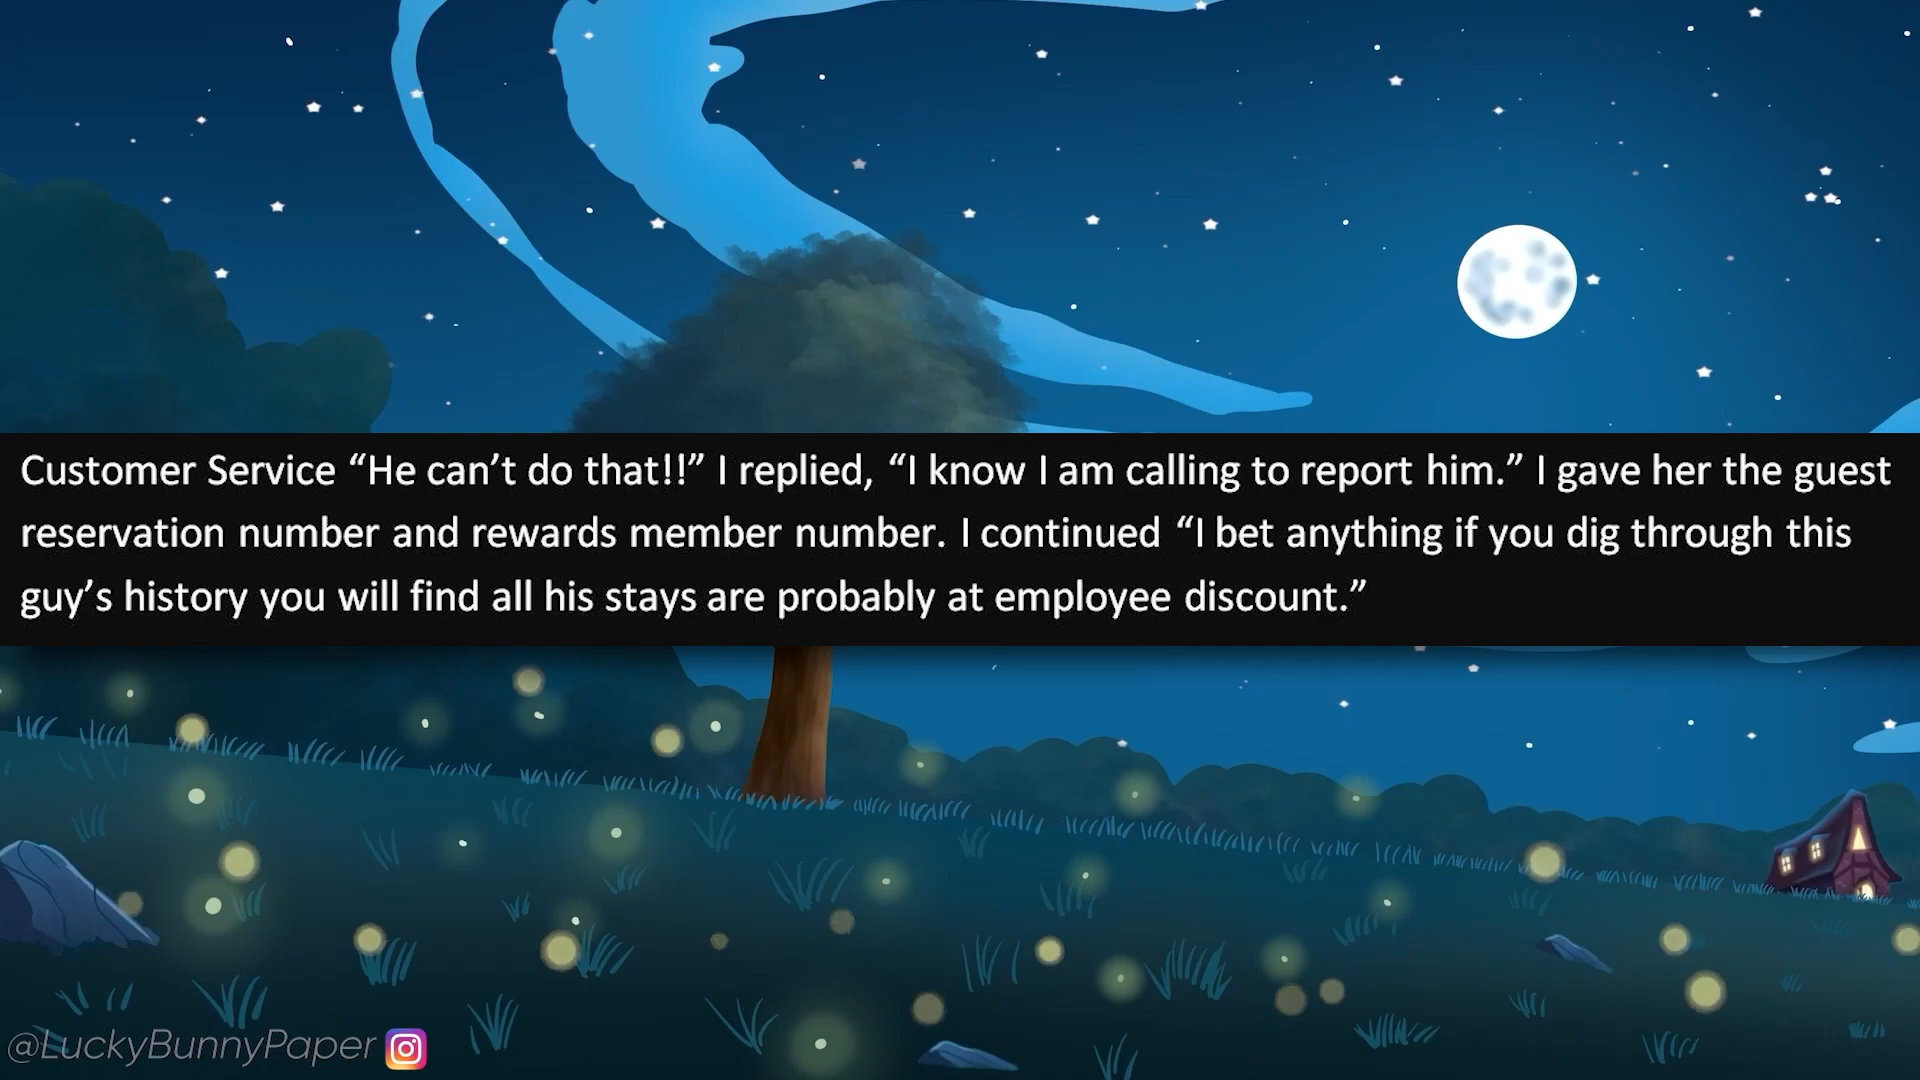 Customer Service “He can’t do that!!” I replied, “I know I am calling to report him.” I gave her the guest
reservation number and rewards member number. I continued “I bet anything if you dig through this
guy’s history you will find all his stays are probably at employee discount.”
@LuckyBunnyPaper